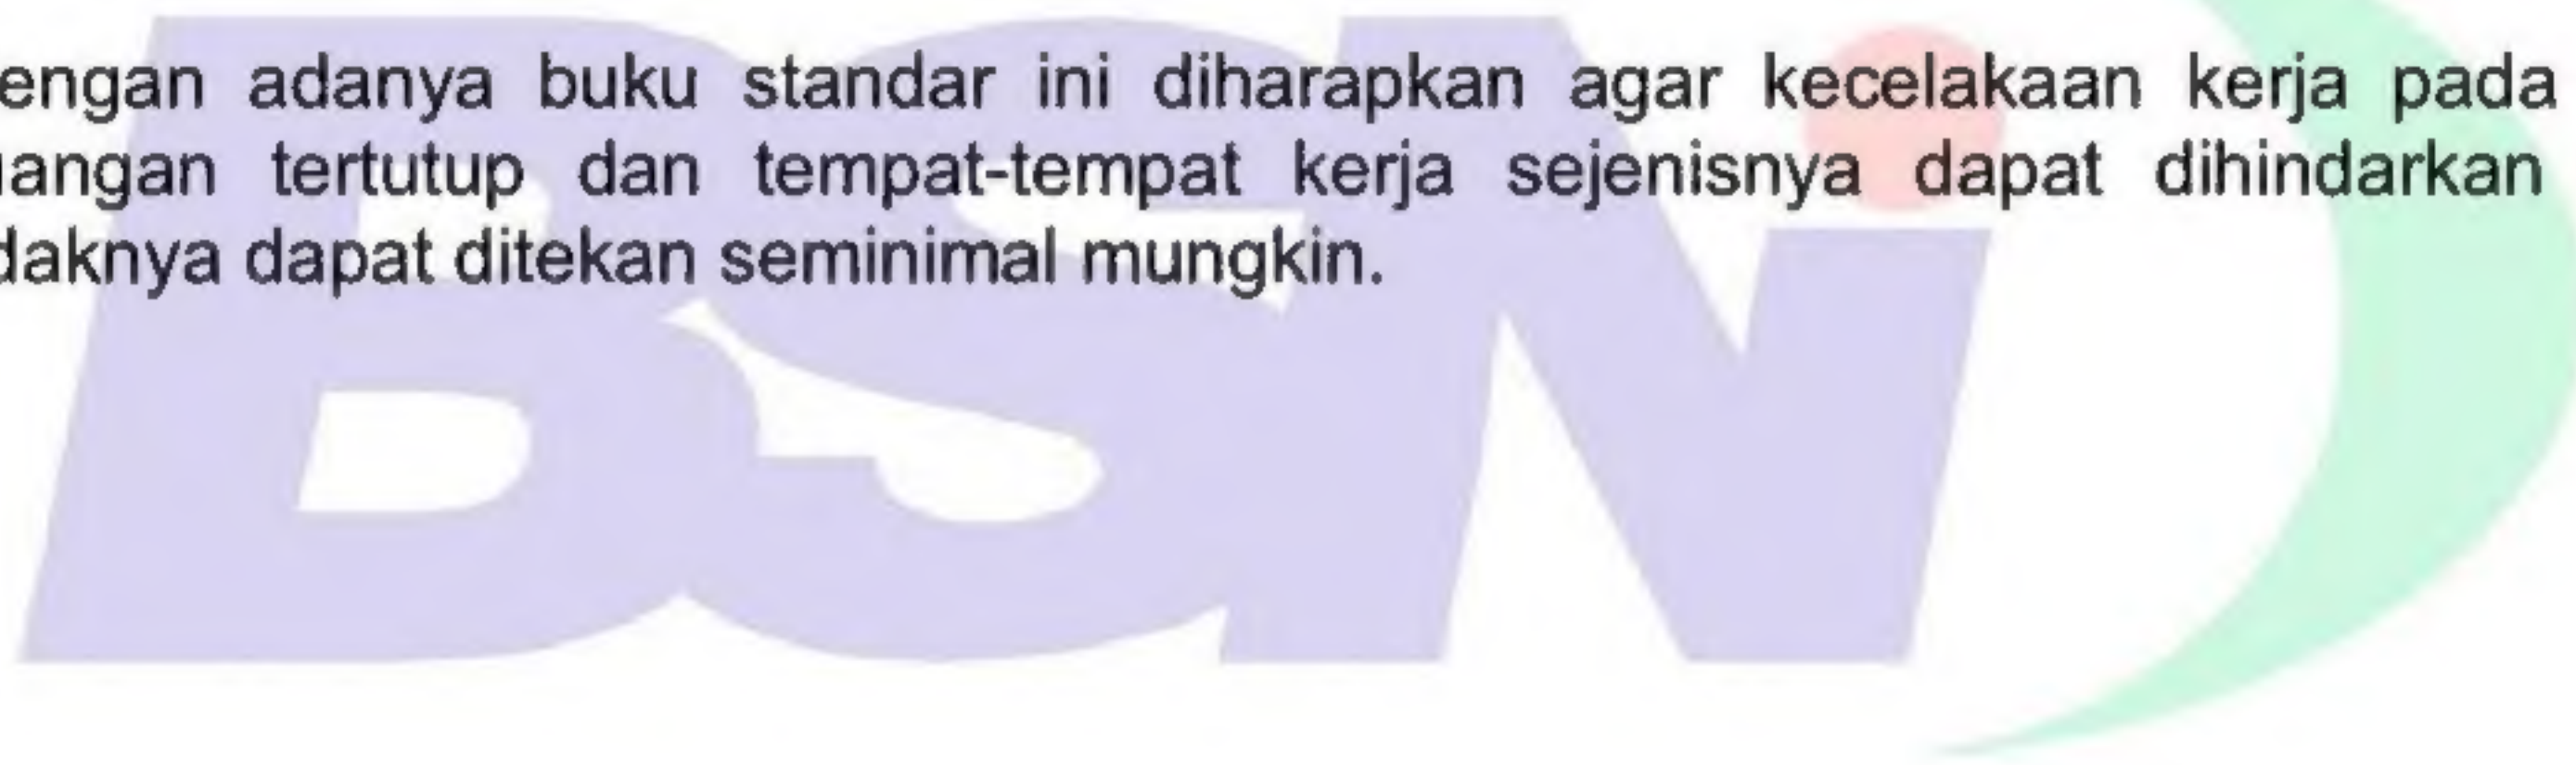 engan adanya buku standar ini diharapkan agar kecelakaan kerja pada
angan tertutup dan tempat-tempat kerja sejenisnya dapat dihindarkan
daknya dapat ditekan seminimal mungkin.
BSN